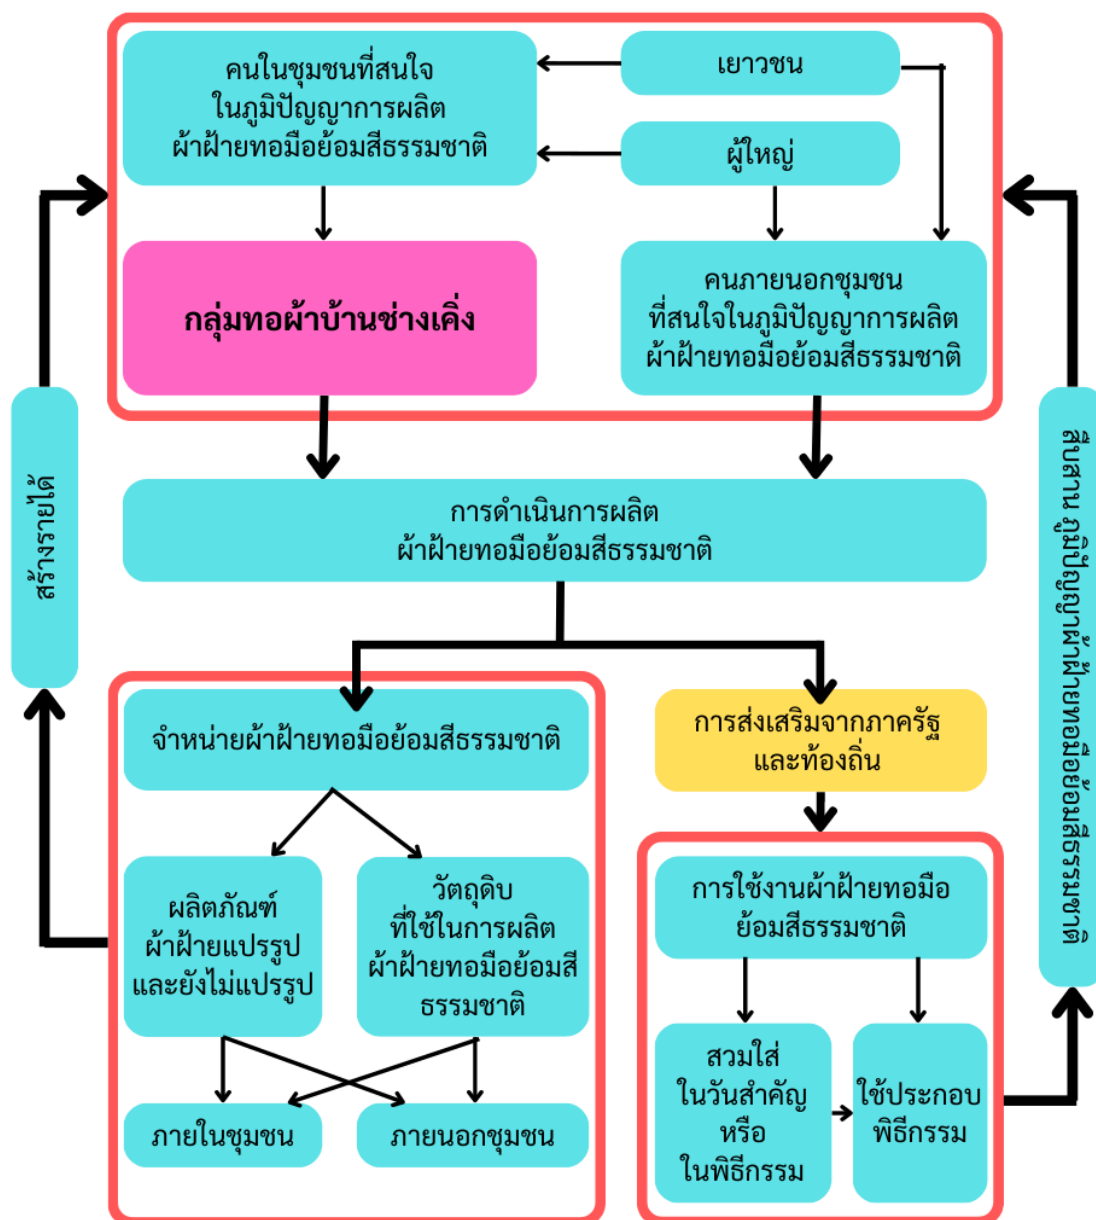 คนในชุมชนที่สนใจ
ในภูมิปัญญาการผลิต
ผ้าฝ้ายทอมือย้อมสีธรรมชาติ
เยาวชน
ผู้ใหญ่
กลุ่มทอผ้าบ้านช่างเคิ่ง
คนภายนอกชุมชน
ที่สนใจในภูมิปัญญาการผลิต
ผ้าฝ้ายทอมือย้อมสีธรรมชาติ
สร้างรายได้
สืบสาน ภูมิปัญญาผ้าฝ้ายทอมือย้อมสีธรรมชาติ
การดำเนินการผลิต
ผ้าฝ้ายทอมือย้อมสีธรรมชาติ
จำหน่ายผ้าฝ้ายทอมือย้อมสีธรรมชาติ
การส่งเสริมจากภาครัฐ
และท้องถิ่น
ผลิตภัณฑ์
ผ้าฝ้ายแปรรูป
และยังไม่แปรรูป
วัตถุดิบ
ที่ใช้ในการผลิต
ผ้าฝ้ายทอมือย้อมสี
ธรรมชาติ
ภายในชุมชน
ภายนอกชุมชน
การใช้งานผ้าฝ้ายทอมือ
ย้อมสีธรรมชาติ
สวมใส่
ในวันสำคัญ
หรือ
ในพิธีกรรม
ใช้ประกอบ
พิธีกรรม